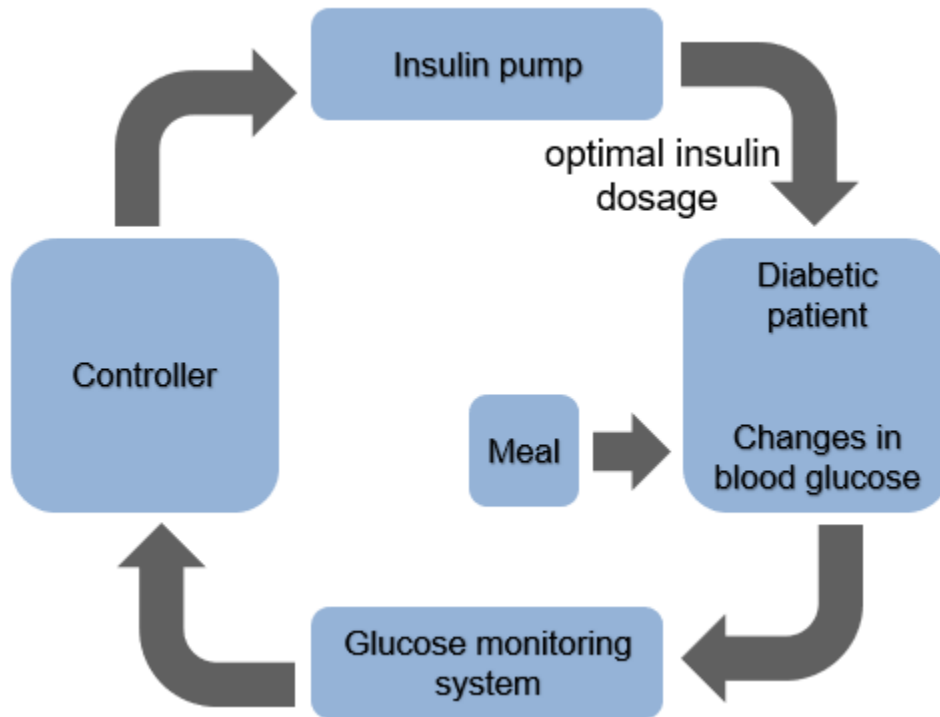 Insulin pump
optimal insulin
dosage
Diabetic
patient
Controller
Meal
Changes in
blood glucose
Glucose monitoring
system